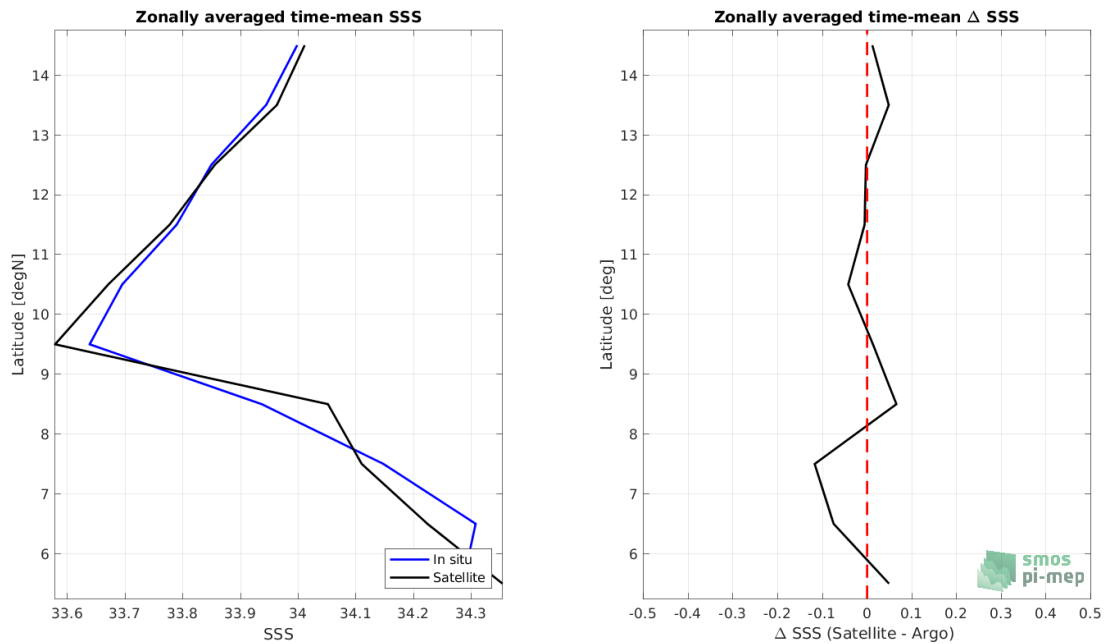 Zonally averaged time-mean SSS
14
13
12
11
10
9
8
7
6
Latitude [degN]
33.6 33.7 33.8 33.9 34 34.1 34.2 34.3
SSS
In situ
Satellite
Zonally averaged time-mean Δ SSS
14
13
12
11
10
9
8
7
6
Latitude [deg]
-0.5 -0.4 -0.3 -0.2 -0.1 0 0.1 0.2 0.3 0.4 0.5
Δ SSS (Satellite - Argo)
smos
pi-mep